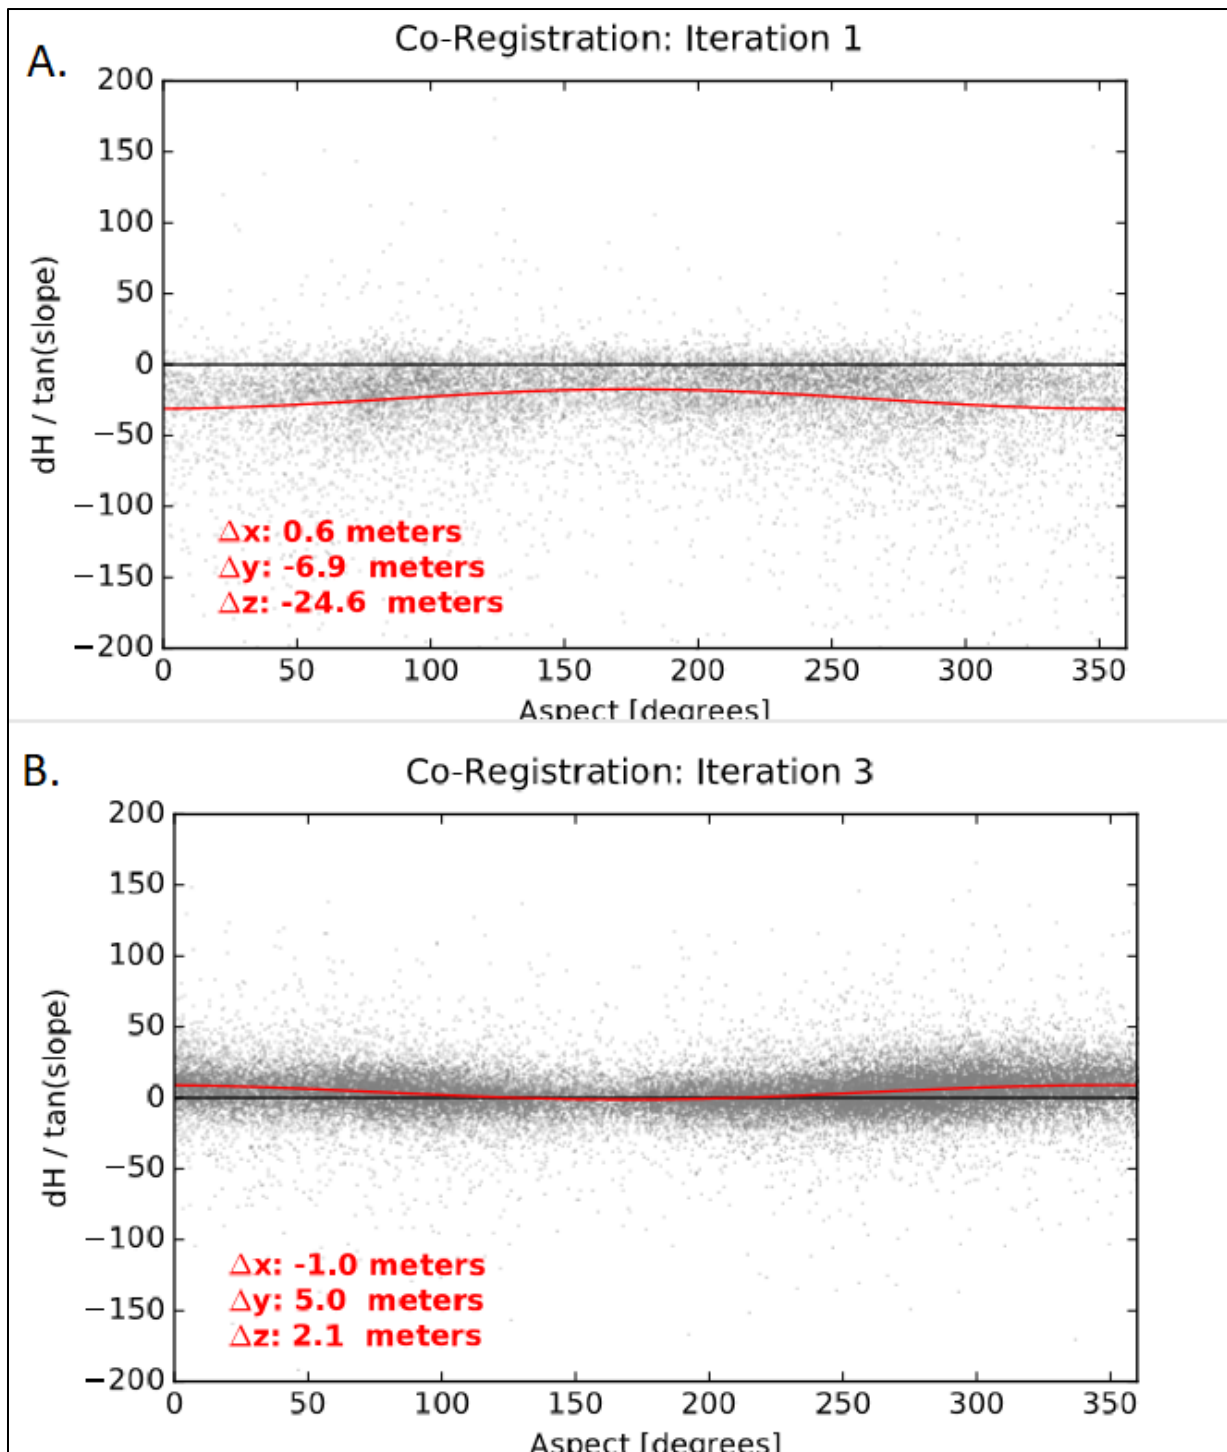 A.
Co-Registration: Iteration 1
200
150
100
50
0
−50
−100
−150
−200
dH / tan(slope)
Δx: 0.6 meters
Δy: -6.9 meters
Δz: -24.6 meters
0 50 100 150 200 250 300 350
Aspect [degrees]
B.
Co-Registration: Iteration 3
200
150
100
50
0
−50
−100
−150
−200
dH / tan(slope)
Δx: -1.0 meters
Δy: 5.0 meters
Δz: 2.1 meters
0 50 100 150 200 250 300 350
Aspect [degrees]